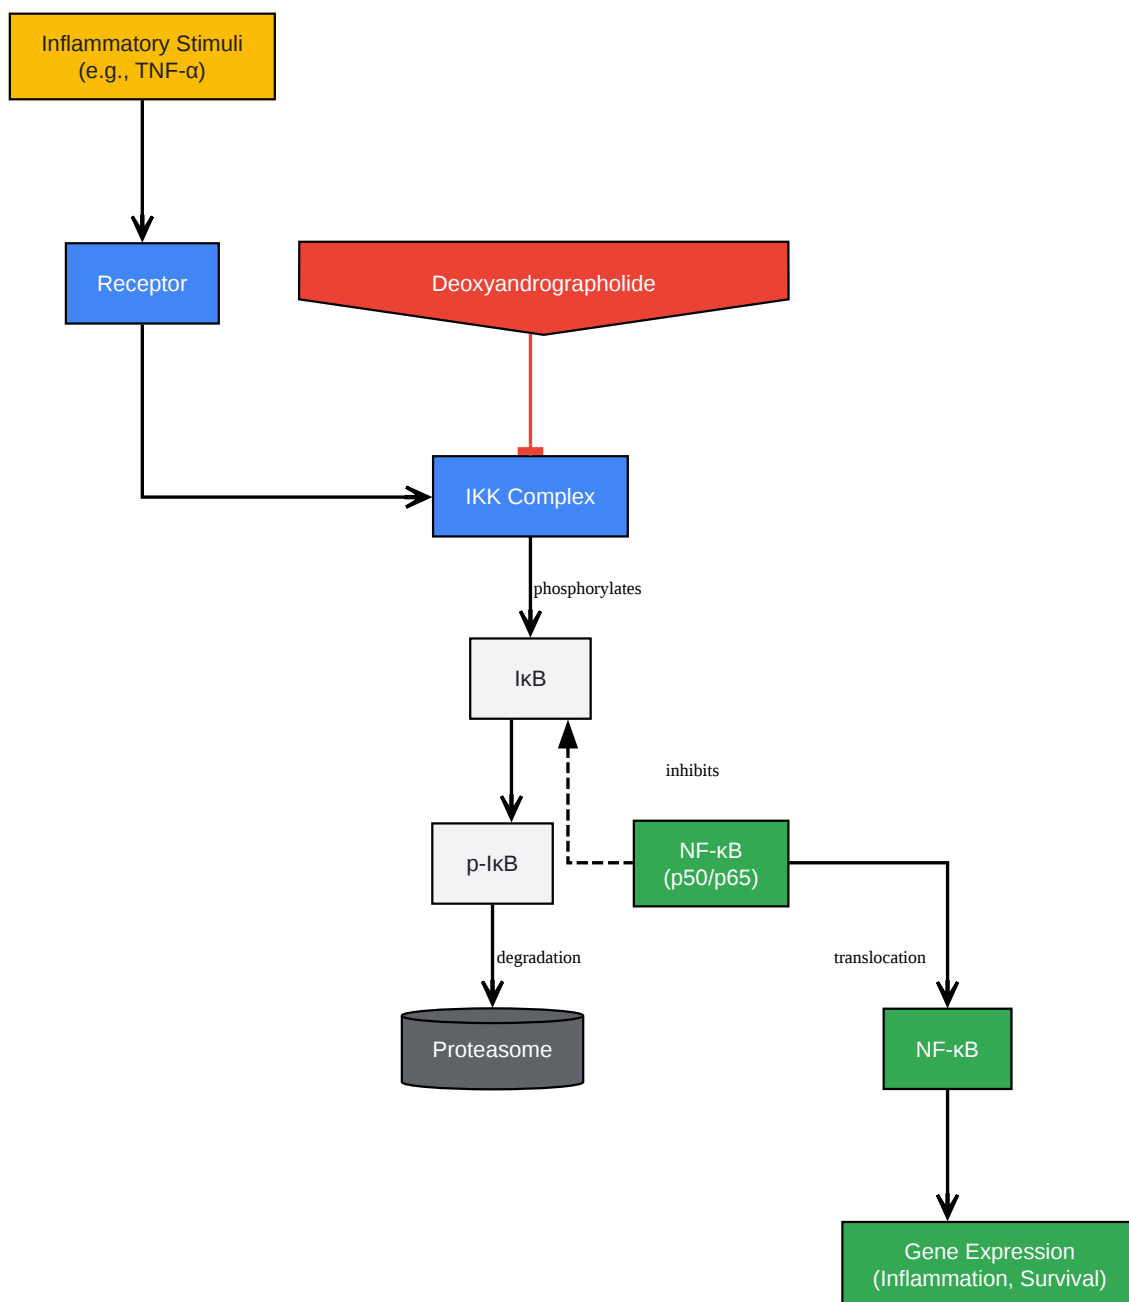 Inflammatory Stimuli
(e.g., TNF-α)
Receptor
Deoxyandrographolide
IKK Complex
phosphorylates
IκB
inhibits
p-IκB
NF-κB
(p50/p65)
degradation
translocation
Proteasome
NF-κB
Gene Expression
(Inflammation, Survival)